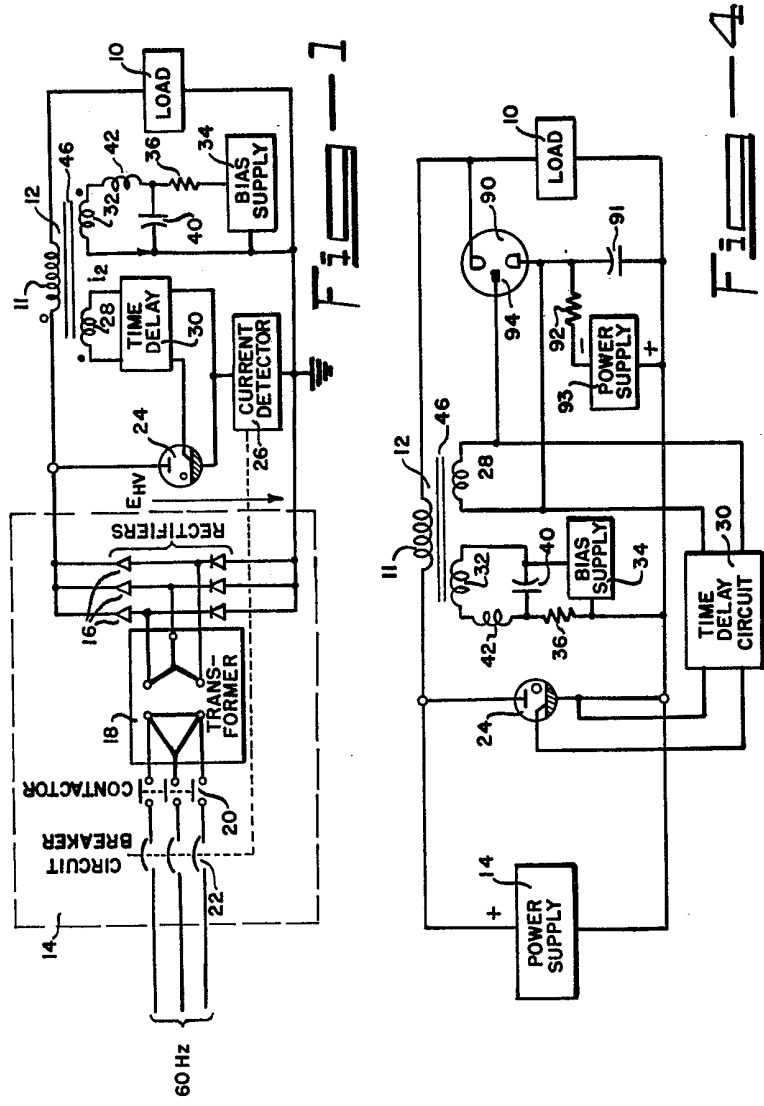 60 Hz
14
CIRCUIT
BREAKER
22
CONTACTOR
20
18
TRANS-
FORMER
16
RECTIFIERS
EHV
24
CURRENT
DETECTOR
26
TIME
DELAY
30
28
i2
11
12
46
32
42
40
36
34
BIAS
SUPPLY
10
LOAD
Fig-1
14
POWER
SUPPLY
+
24
11
12
46
32
42
40
36
BIAS
SUPPLY
34
28
TIME
DELAY
CIRCUIT
30
90
94
92
93
POWER
SUPPLY
−
+
91
10
LOAD
Fig-4